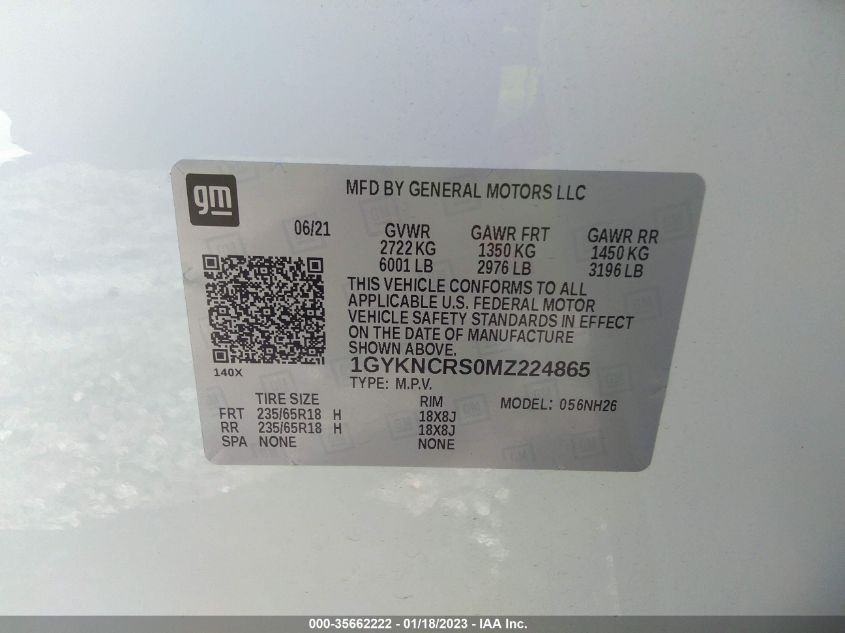 gm
MFD BY GENERAL MOTORS LLC
06/21
GVWR GAWR FRT GAWR RR
2722 KG 1350 KG 1450 KG
6001 LB 2976 LB 3196 LB
THIS VEHICLE CONFORMS TO ALL
APPLICABLE U.S. FEDERAL MOTOR
VEHICLE SAFETY STANDARDS IN EFFECT
ON THE DATE OF MANUFACTURE
SHOWN ABOVE.
140X
1GYKNCRS0MZ224865
TYPE: M.P.V.
TIRE SIZE RIM MODEL: 056NH26
FRT 235/65R18 H 18X8J
RR 235/65R18 H 18X8J
SPA NONE NONE
000-35662222 - 01/18/2023 - IAA Inc.